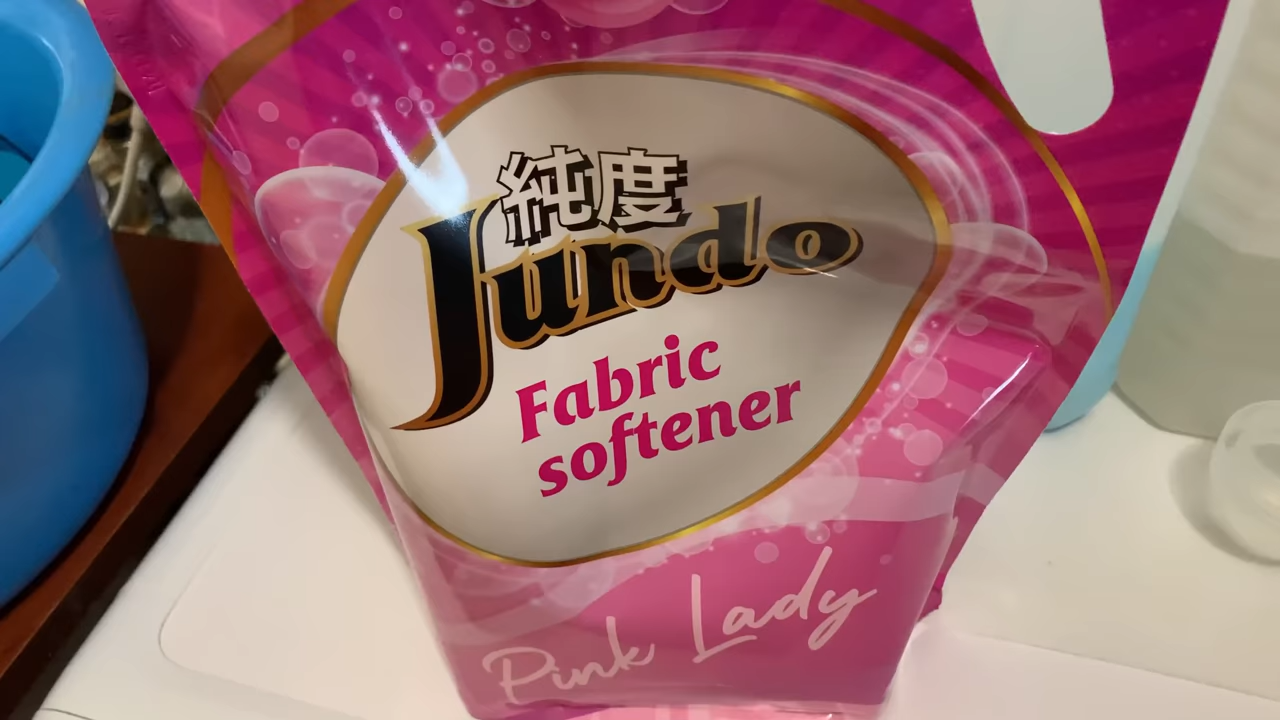 純度
Jundo
Fabric
softener
Pink Lady